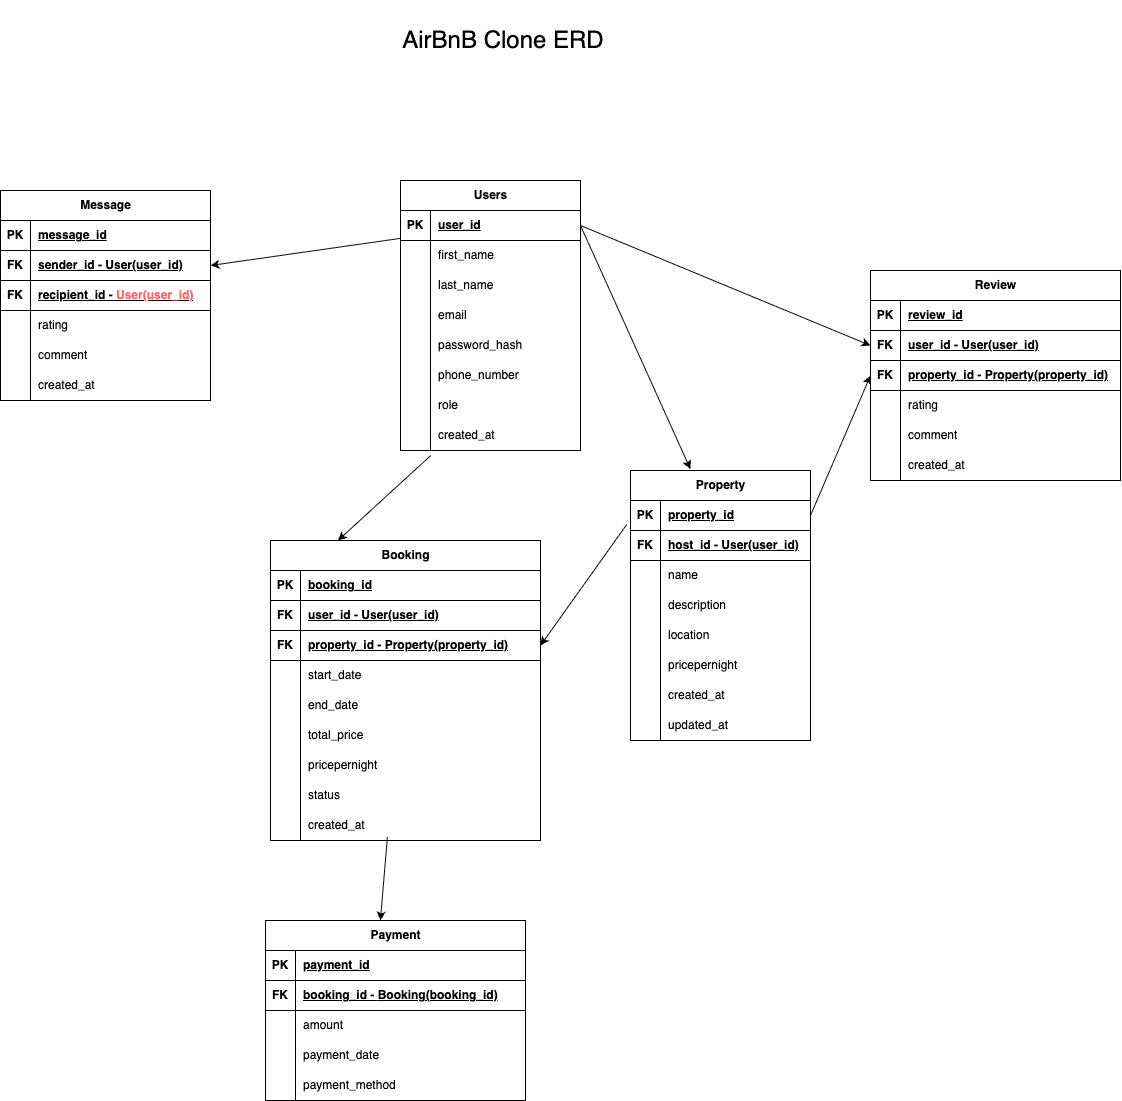 AirBnB Clone ERD
Message
PK message_id
FK sender_id - User(user_id)
FK recipient_id - User(user_id)
rating
comment
created_at
Users
PK user_id
first_name
last_name
email
password_hash
phone_number
role
created_at
Review
PK review_id
FK user_id - User(user_id)
FK property_id - Property(property_id)
rating
comment
created_at
Property
PK property_id
FK host_id - User(user_id)
name
description
location
pricepernight
created_at
updated_at
Booking
PK booking_id
FK user_id - User(user_id)
FK property_id - Property(property_id)
start_date
end_date
total_price
pricepernight
status
created_at
Payment
PK payment_id
FK booking_id - Booking(booking_id)
amount
payment_date
payment_method